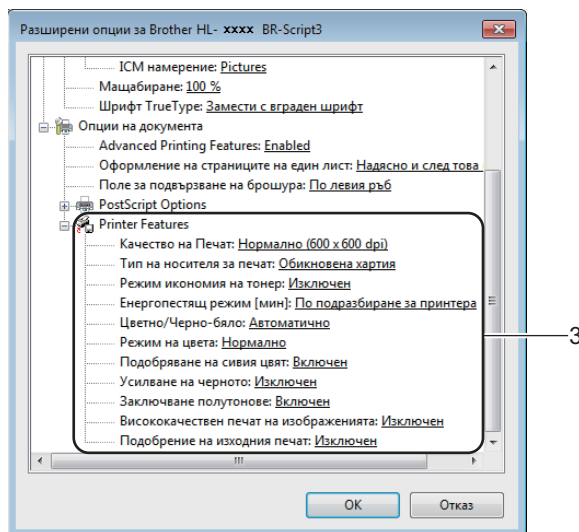 Разширени опции за Brother HL- xxxx BR-Script3
ICM намерение: Pictures
Мащабиране: 100 %
Шрифт TrueType: Замести с вграден шрифт
Опции на документа
Advanced Printing Features: Enabled
Оформление на страниците на един лист: Надясно и след това
Поле за подвързване на брошура: По левия ръб
PostScript Options
Printer Features
Качество на Печат: Нормално (600 x 600 dpi)
Тип на носителя за печат: Обикновена хартия
Режим икономия на тонер: Изключен
Енергопестящ режим [мин]: По подразбиране за принтера
Цветно/Черно-бяло: Автоматично
Режим на цвета: Нормално
Подобряване на сивия цвят: Включен
Усилване на черното: Изключен
Заключване полутонове: Включен
Висококачествен печат на изображенията: Изключен
Подобрение на изходния печат: Изключен
3
OK Отказ